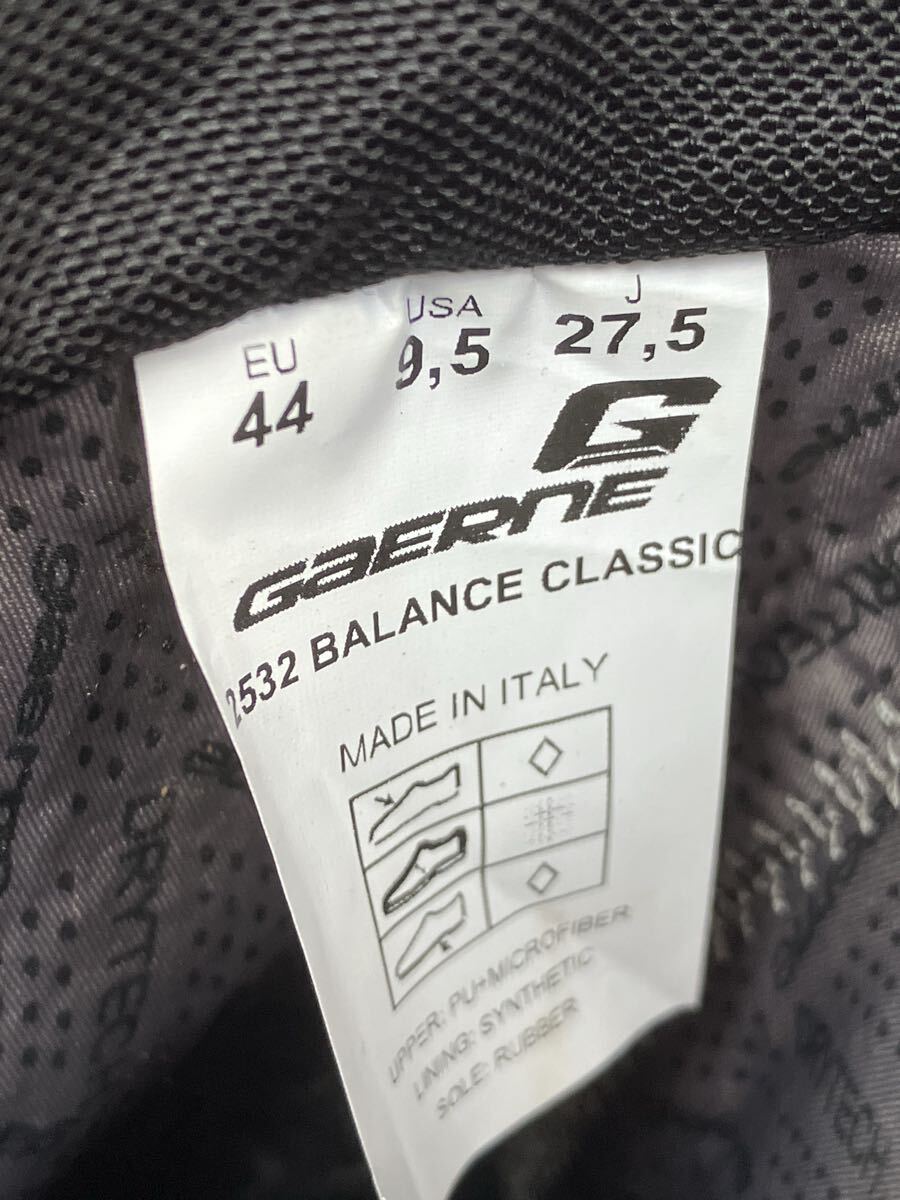 EU USA J
44 9,5 27,5
G
GAERNE
2532 BALANCE CLASSIC
MADE IN ITALY
UPPER: PU+MICROFIBER
LINING: SYNTHETIC
SOLE: RUBBER
DRYTECH